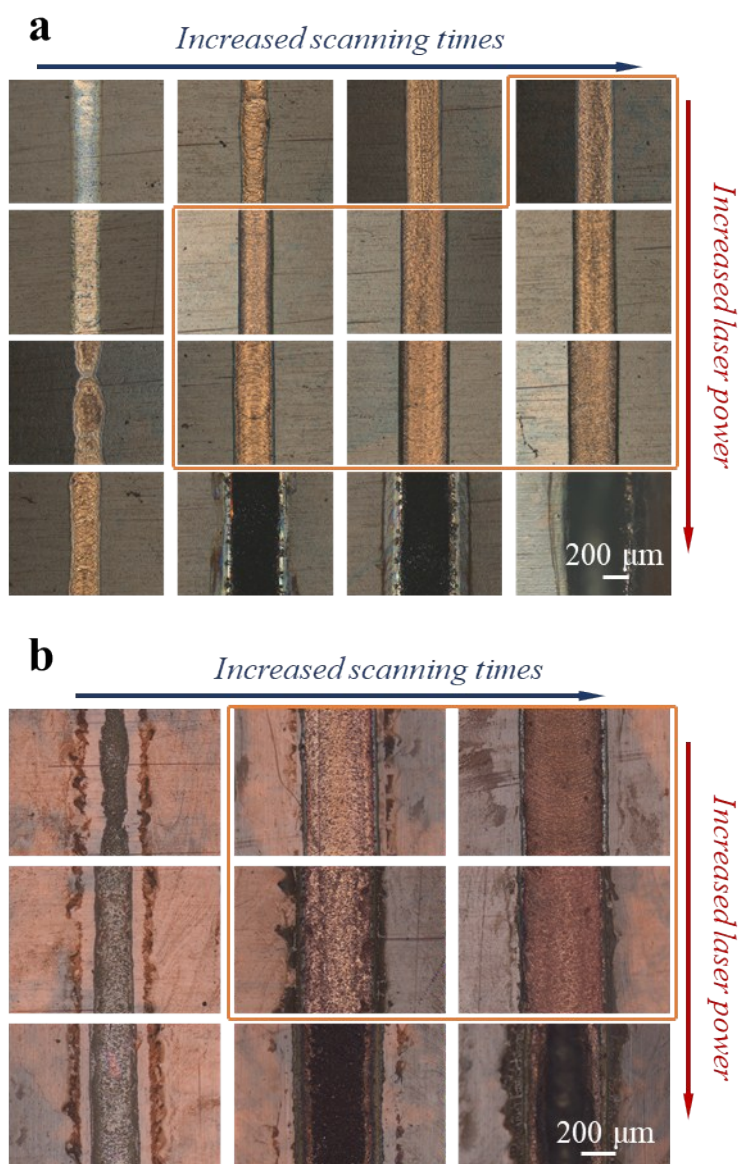 a
Increased scanning times
Increased laser power
200 μm
b
Increased scanning times
Increased laser power
200 μm